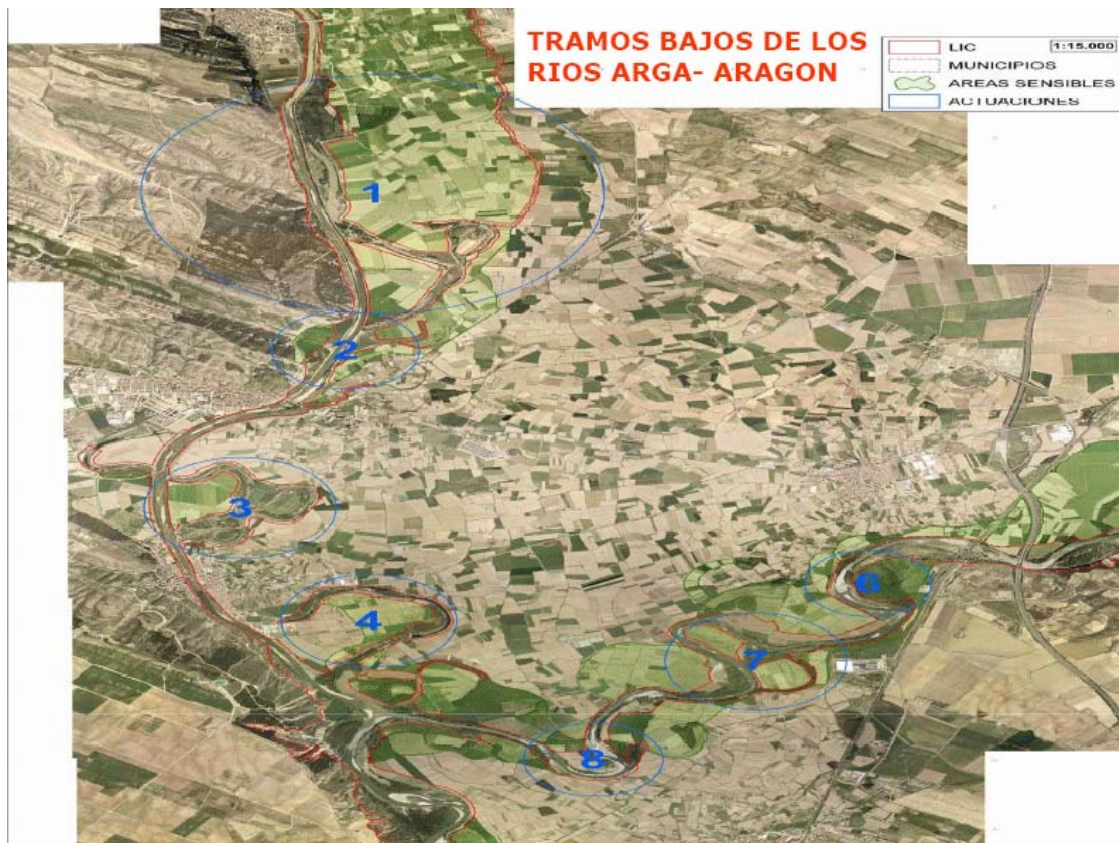 TRAMOS BAJOS DE LOS
RIOS ARGA- ARAGON
LIC 1:15.000
MUNICIPIOS
AREAS SENSIBLES
ACTUACIONES
1
2
3
4
6
7
8